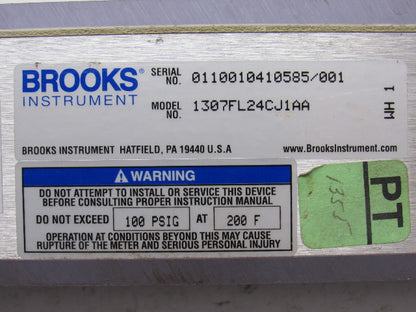 BROOKS®
INSTRUMENT
SERIAL NO. 0110010410585/001
MODEL NO. 1307FL24CJ1AA
1 HM
BROOKS INSTRUMENT HATFIELD, PA 19440 U.S.A
www.BrooksInstrument.com
WARNING
DO NOT ATTEMPT TO INSTALL OR SERVICE THIS DEVICE
BEFORE CONSULTING PROPER INSTRUCTION MANUAL
DO NOT EXCEED 100 PSIG AT 200 F
OPERATION AT CONDITIONS BEYOND THIS MAY CAUSE
RUPTURE OF THE METER AND SERIOUS PERSONAL INJURY
PT